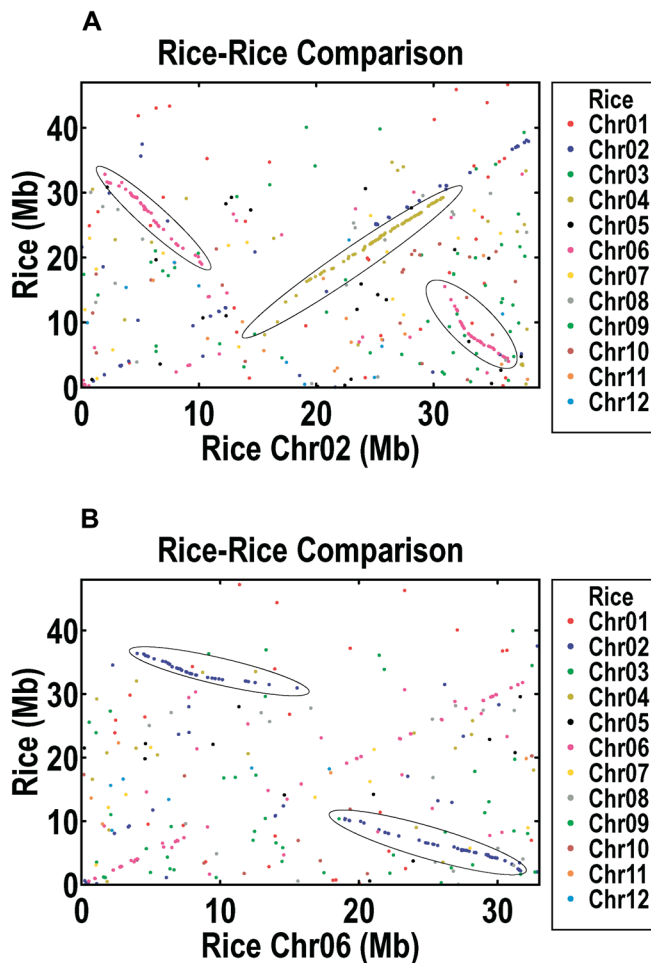 A
Rice-Rice Comparison
Rice (Mb)
40
30
20
10
0
0 10 20 30
Rice Chr02 (Mb)
Rice
Chr01
Chr02
Chr03
Chr04
Chr05
Chr06
Chr07
Chr08
Chr09
Chr10
Chr11
Chr12
B
Rice-Rice Comparison
Rice (Mb)
40
30
20
10
0
0 10 20 30
Rice Chr06 (Mb)
Rice
Chr01
Chr02
Chr03
Chr04
Chr05
Chr06
Chr07
Chr08
Chr09
Chr10
Chr11
Chr12